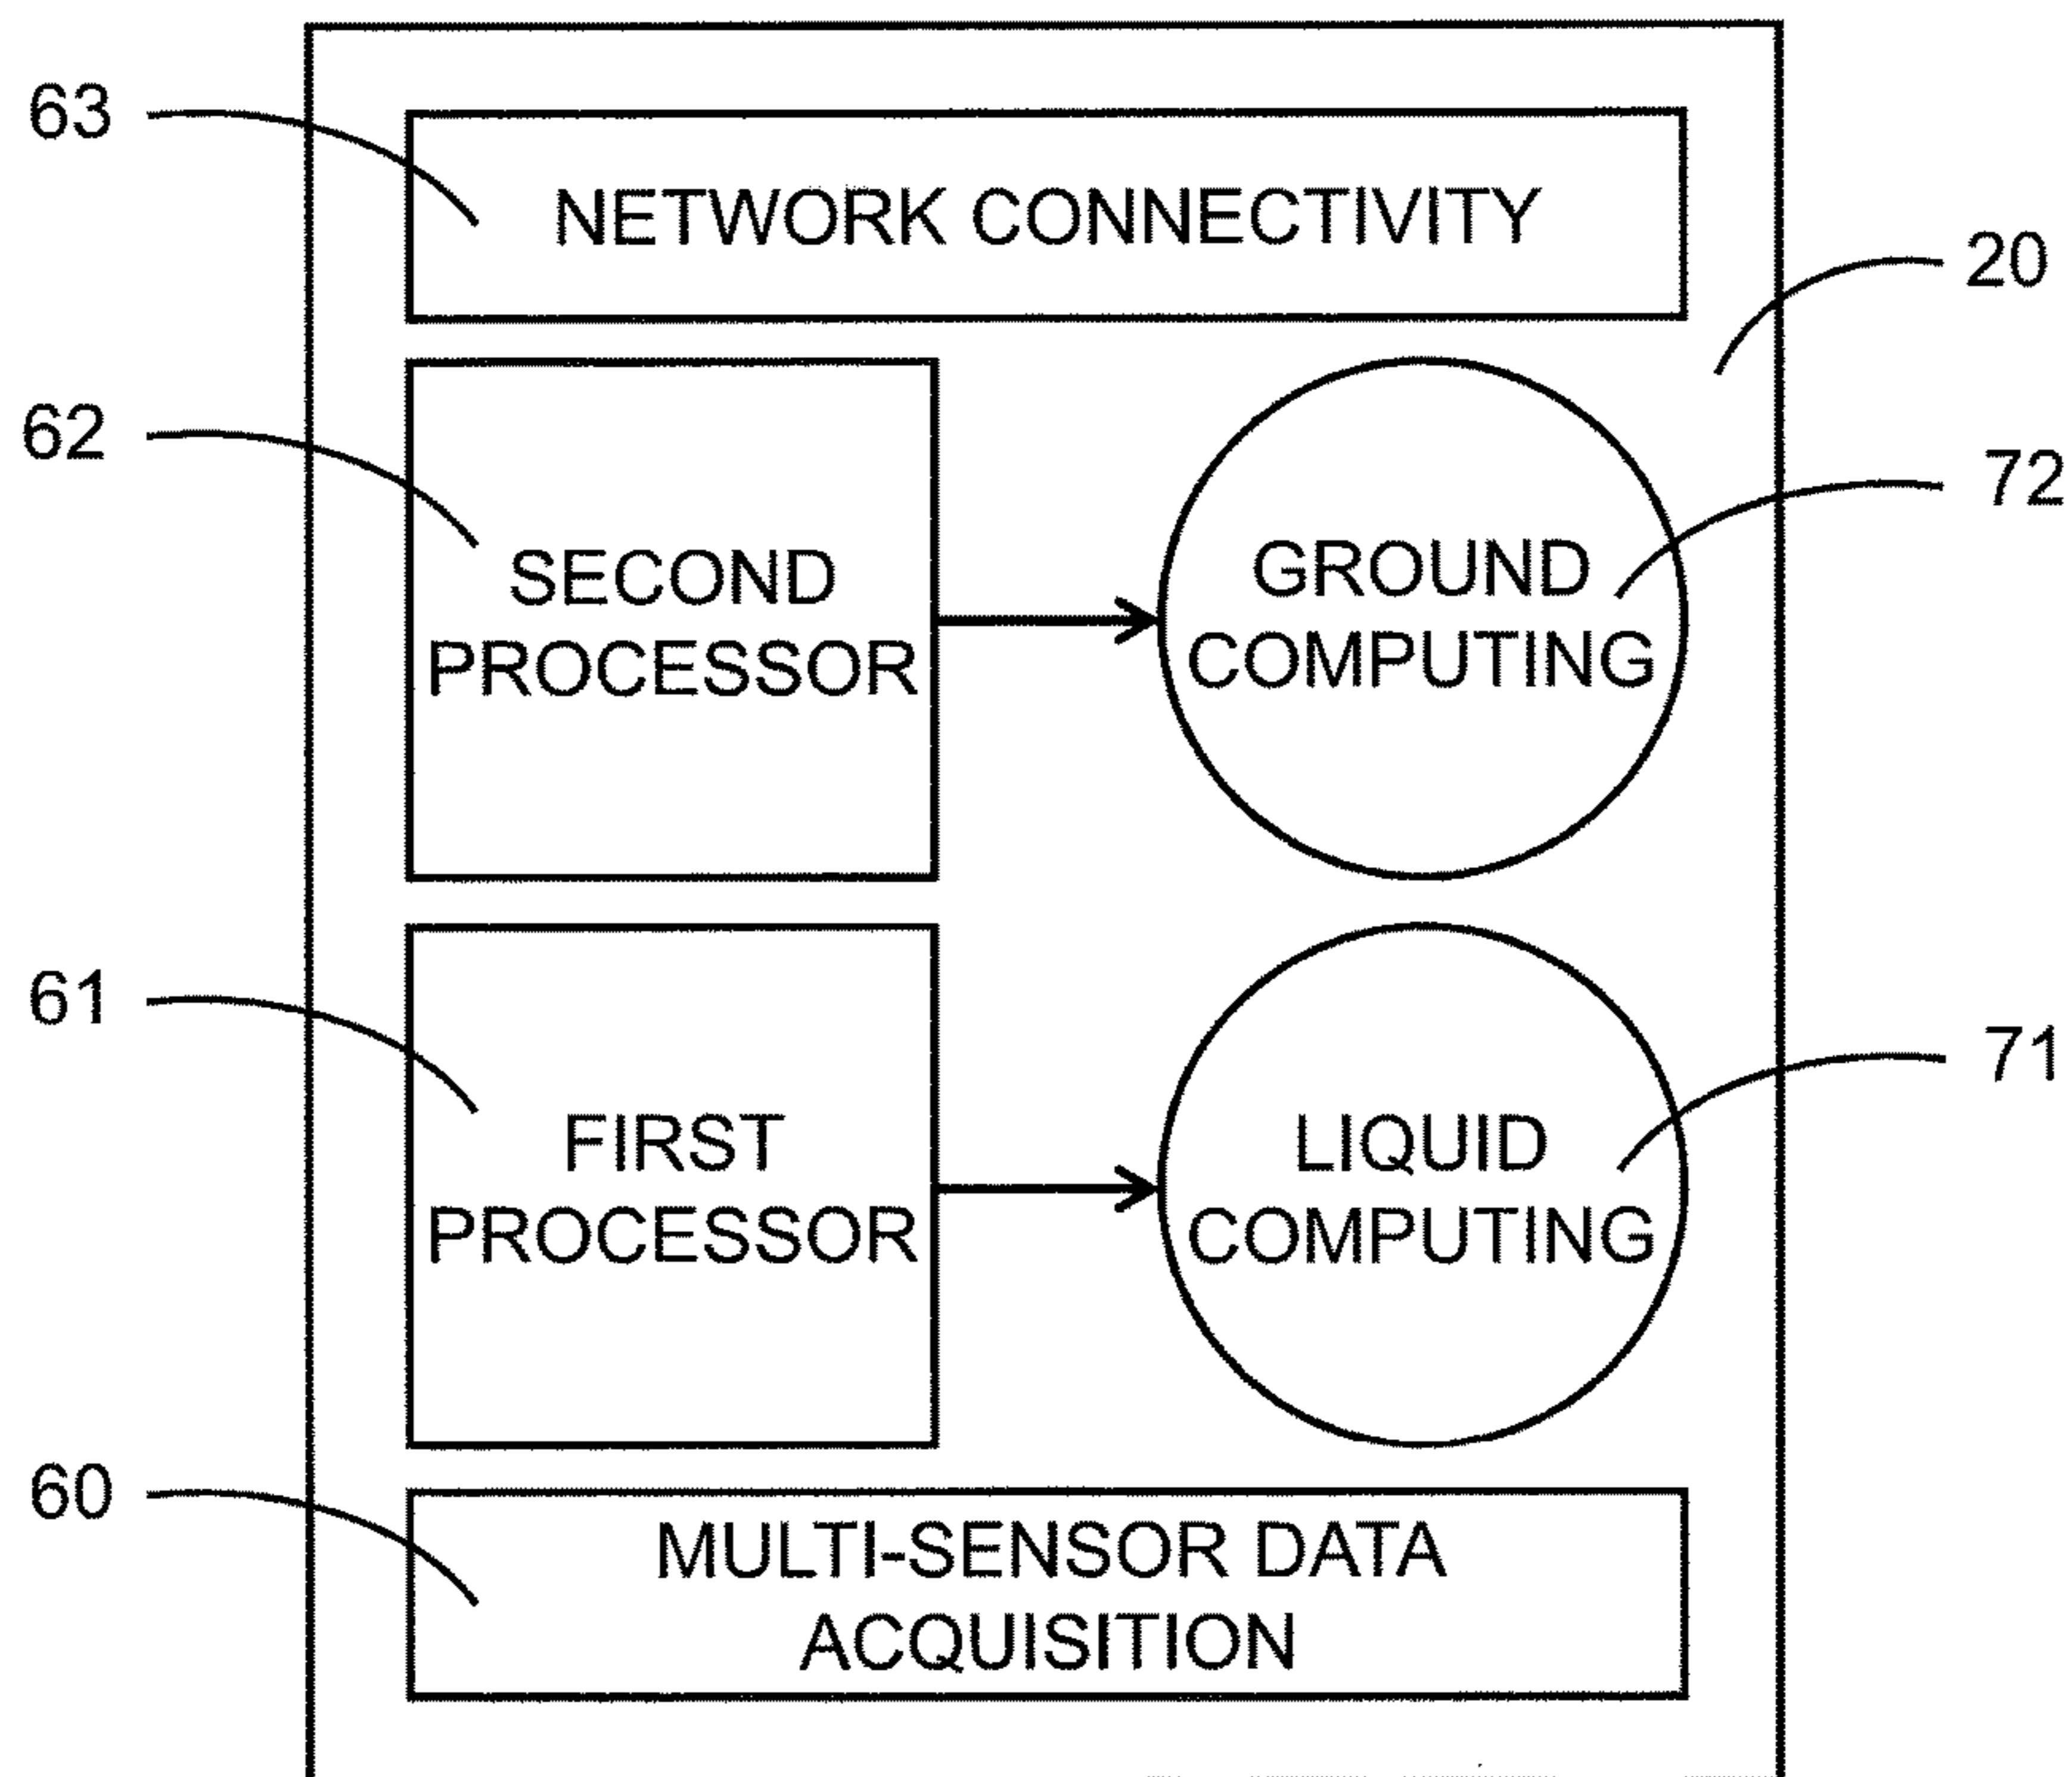 63
NETWORK CONNECTIVITY
20
62
SECOND
PROCESSOR
GROUND
COMPUTING
72
61
FIRST
PROCESSOR
LIQUID
COMPUTING
71
60
MULTI-SENSOR DATA
ACQUISITION